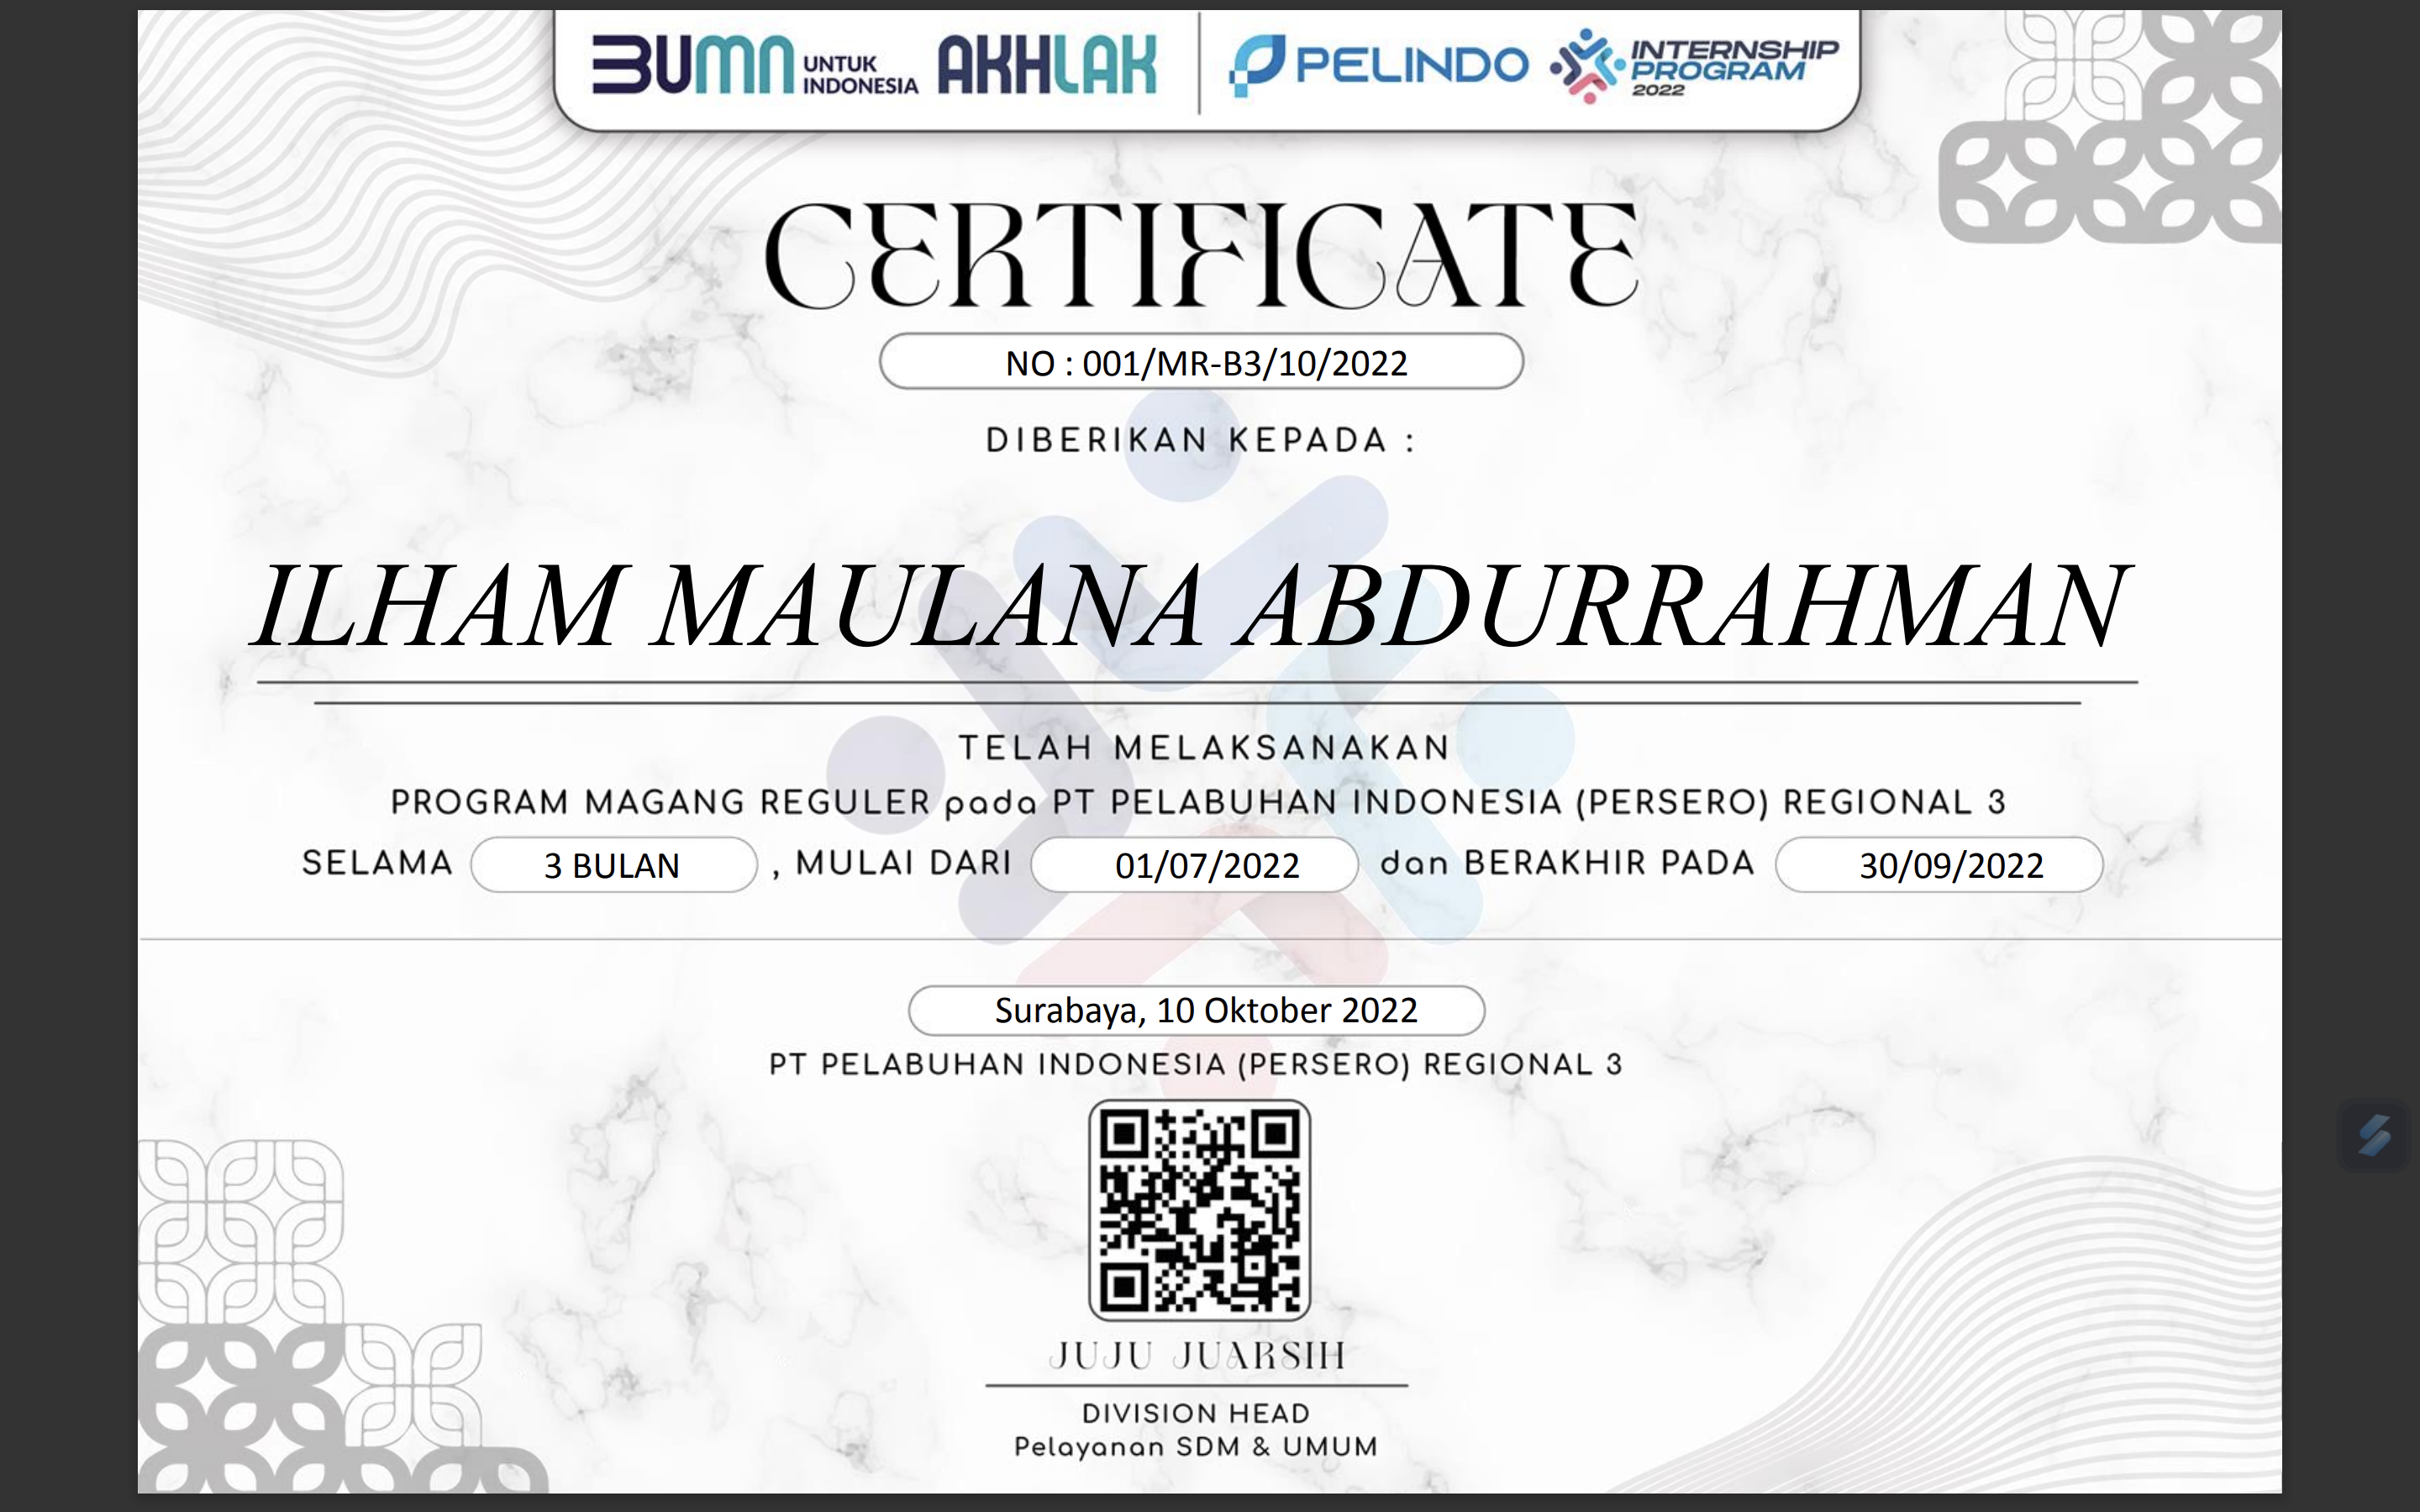 BUMN UNTUK INDONESIA AKHLAK PELINDO INTERNSHIP PROGRAM 2022
CERTIFICATE
NO : 001/MR-B3/10/2022
DIBERIKAN KEPADA :
ILHAM MAULANA ABDURRAHMAN
TELAH MELAKSANAKAN
PROGRAM MAGANG REGULER pada PT PELABUHAN INDONESIA (PERSERO) REGIONAL 3
SELAMA 3 BULAN , MULAI DARI 01/07/2022 dan BERAKHIR PADA 30/09/2022
Surabaya, 10 Oktober 2022
PT PELABUHAN INDONESIA (PERSERO) REGIONAL 3
JUJU JUARSIH
DIVISION HEAD
Pelayanan SDM & UMUM